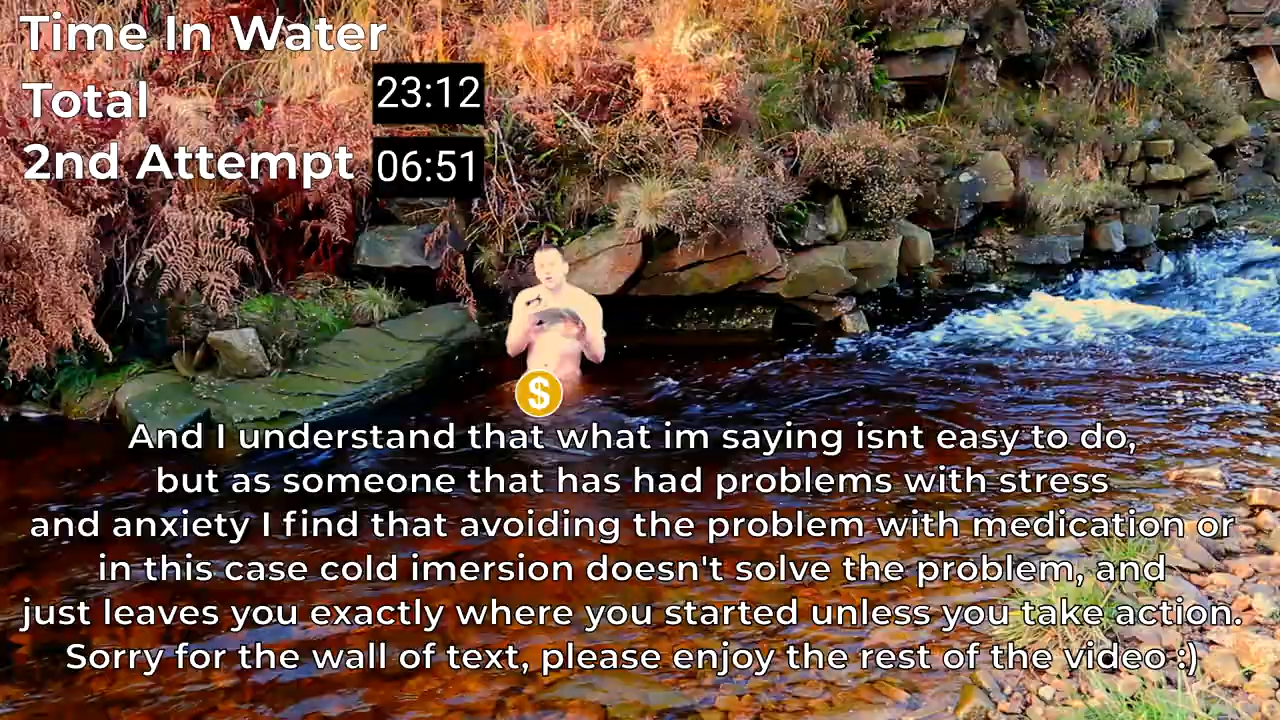 Time In Water
Total 23:12
2nd Attempt 06:51
$
And I understand that what im saying isnt easy to do,
but as someone that has had problems with stress
and anxiety I find that avoiding the problem with medication or
in this case cold imersion doesn't solve the problem, and
just leaves you exactly where you started unless you take action.
Sorry for the wall of text, please enjoy the rest of the video :)